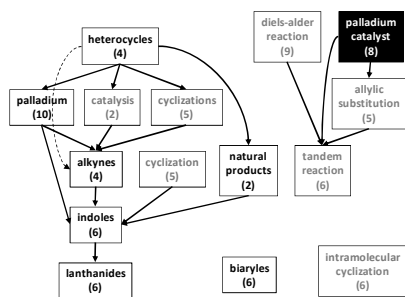 heterocycles
(4)
diels-alder
reaction
(9)
palladium
catalyst
(8)
palladium
(10)
catalysis
(2)
cyclizations
(5)
allylic
substitution
(5)
alkynes
(4)
cyclization
(5)
natural
products
(2)
tandem
reaction
(6)
indoles
(6)
lanthanides
(6)
biaryles
(6)
intramolecular
cyclization
(6)